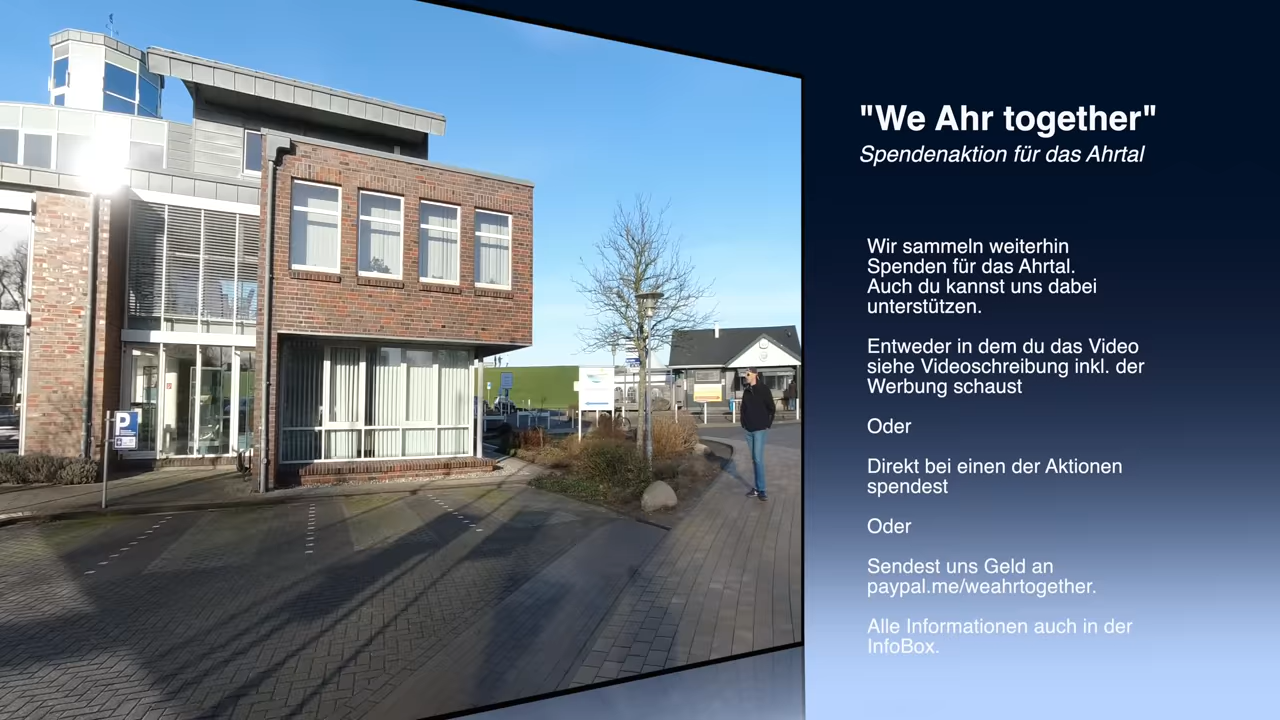 "We Ahr together"
Spendenaktion für das Ahrtal
Wir sammeln weiterhin
Spenden für das Ahrtal.
Auch du kannst uns dabei
unterstützen.
Entweder in dem du das Video
siehe Videoschreibung inkl. der
Werbung schaust
Oder
Direkt bei einen der Aktionen
spendest
Oder
Sendest uns Geld an
paypal.me/weahrtogether.
Alle Informationen auch in der
InfoBox.
P